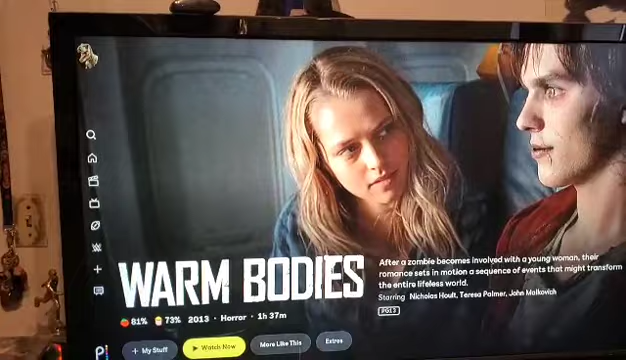 WARM BODIES
After a zombie becomes involved with a young woman, their
romance sets in motion a sequence of events that might transform
the entire lifeless world.
Starring Nicholas Hoult, Teresa Palmer, John Malkovich
PG13
81% 73% 2013 · Horror · 1h 37m
+ My Stuff
Watch Now
More Like This
Extras